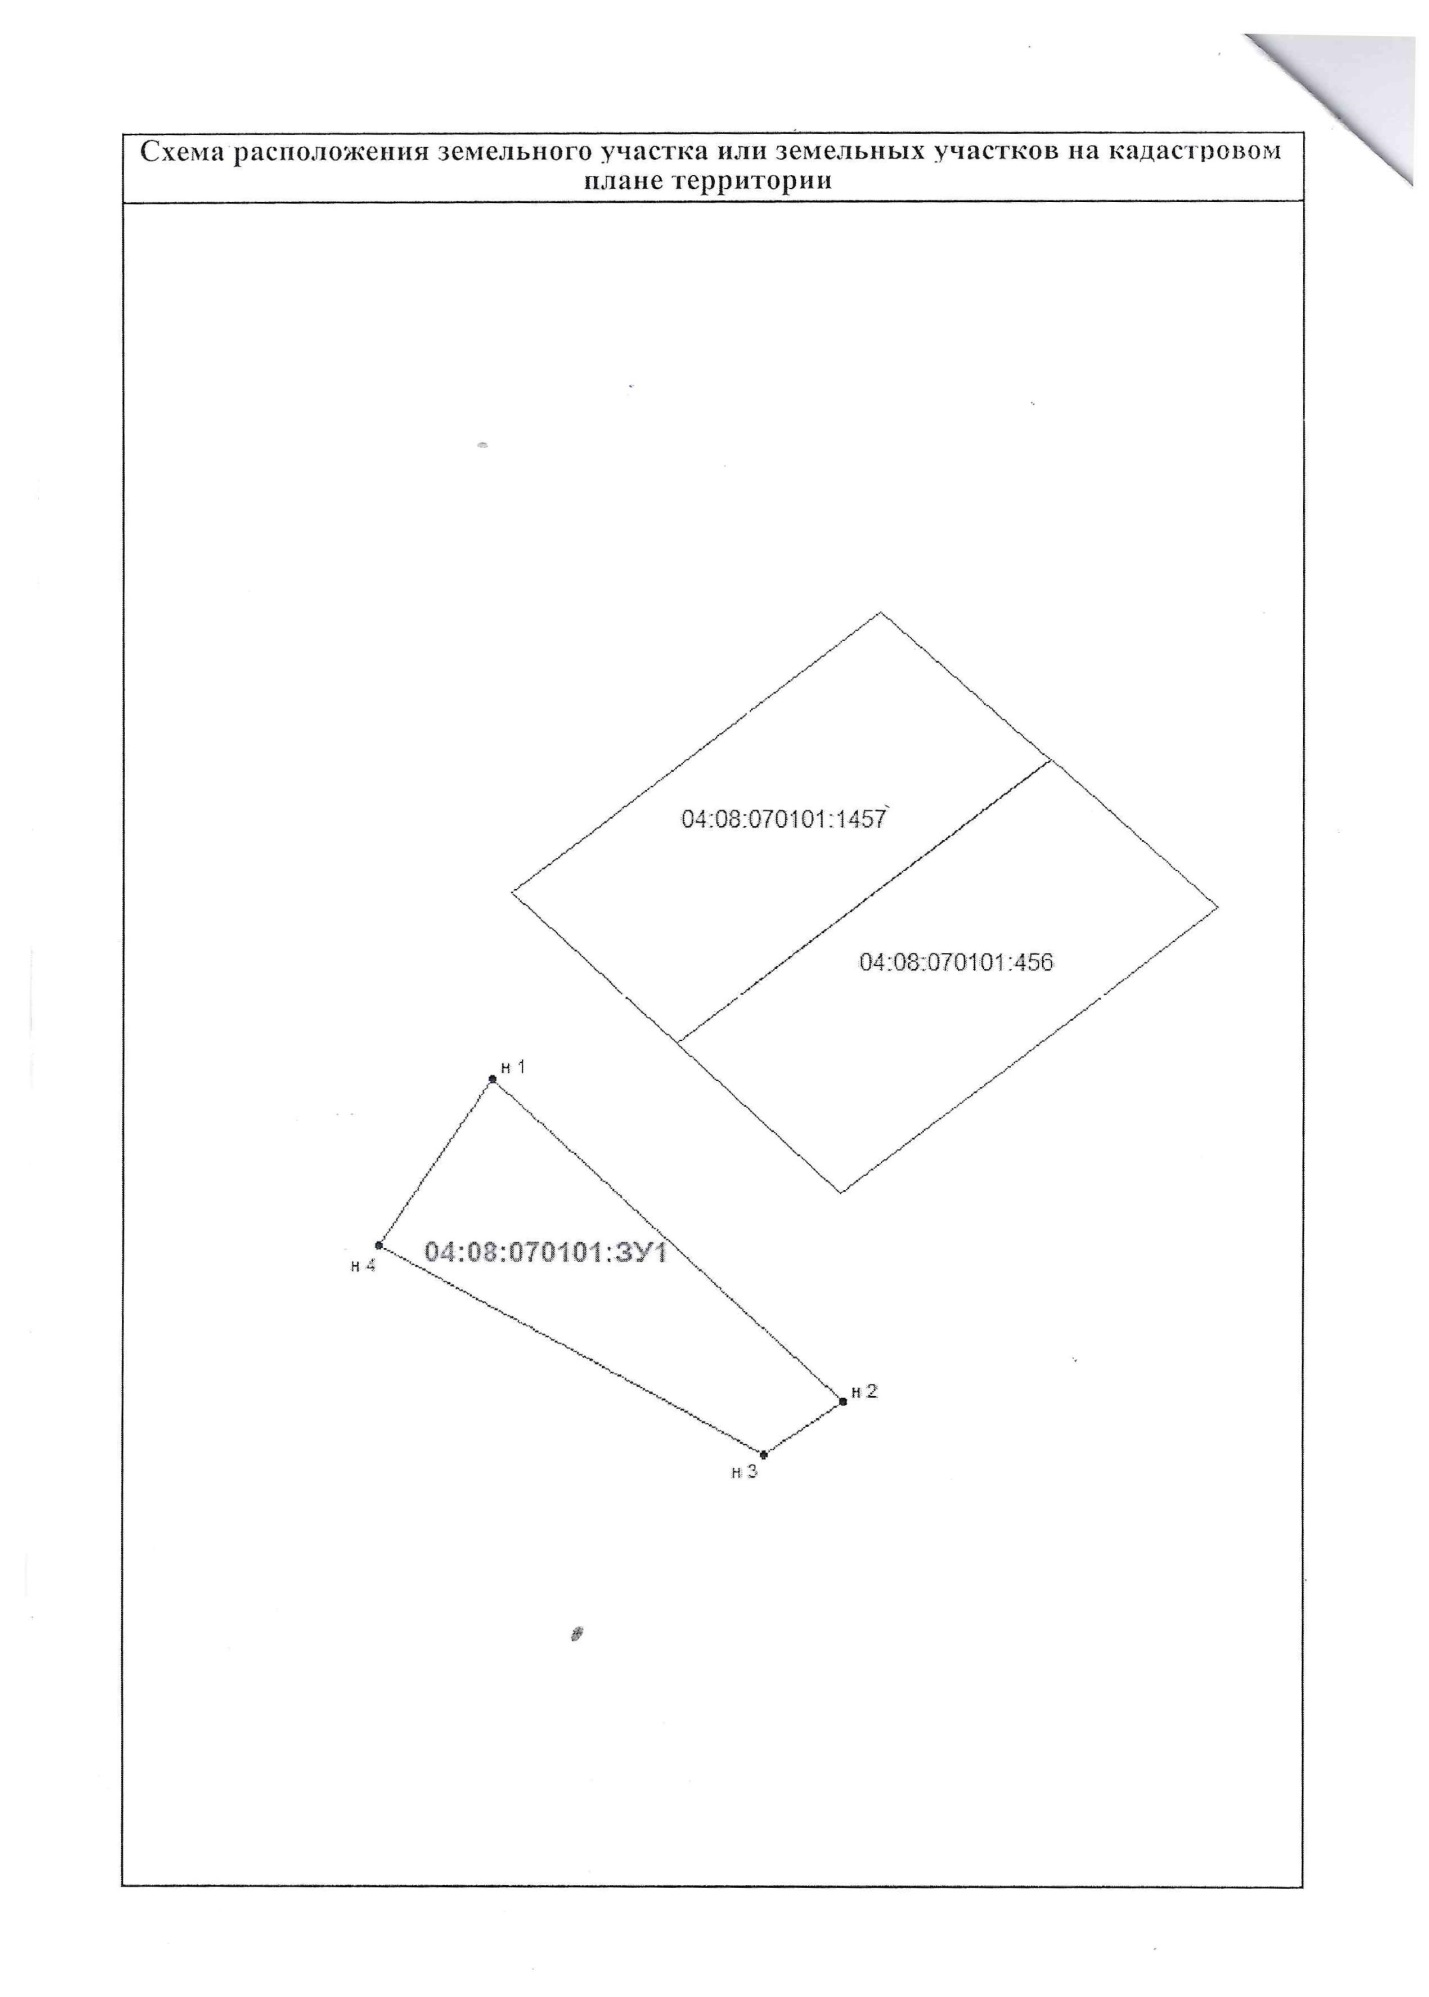 Схема расположения земельного участка или земельных участков на кадастровом
плане территории
04:08:070101:1457
04:08:070101:456
н 1
04:08:070101:ЗУ1
н 4
н 2
н 3